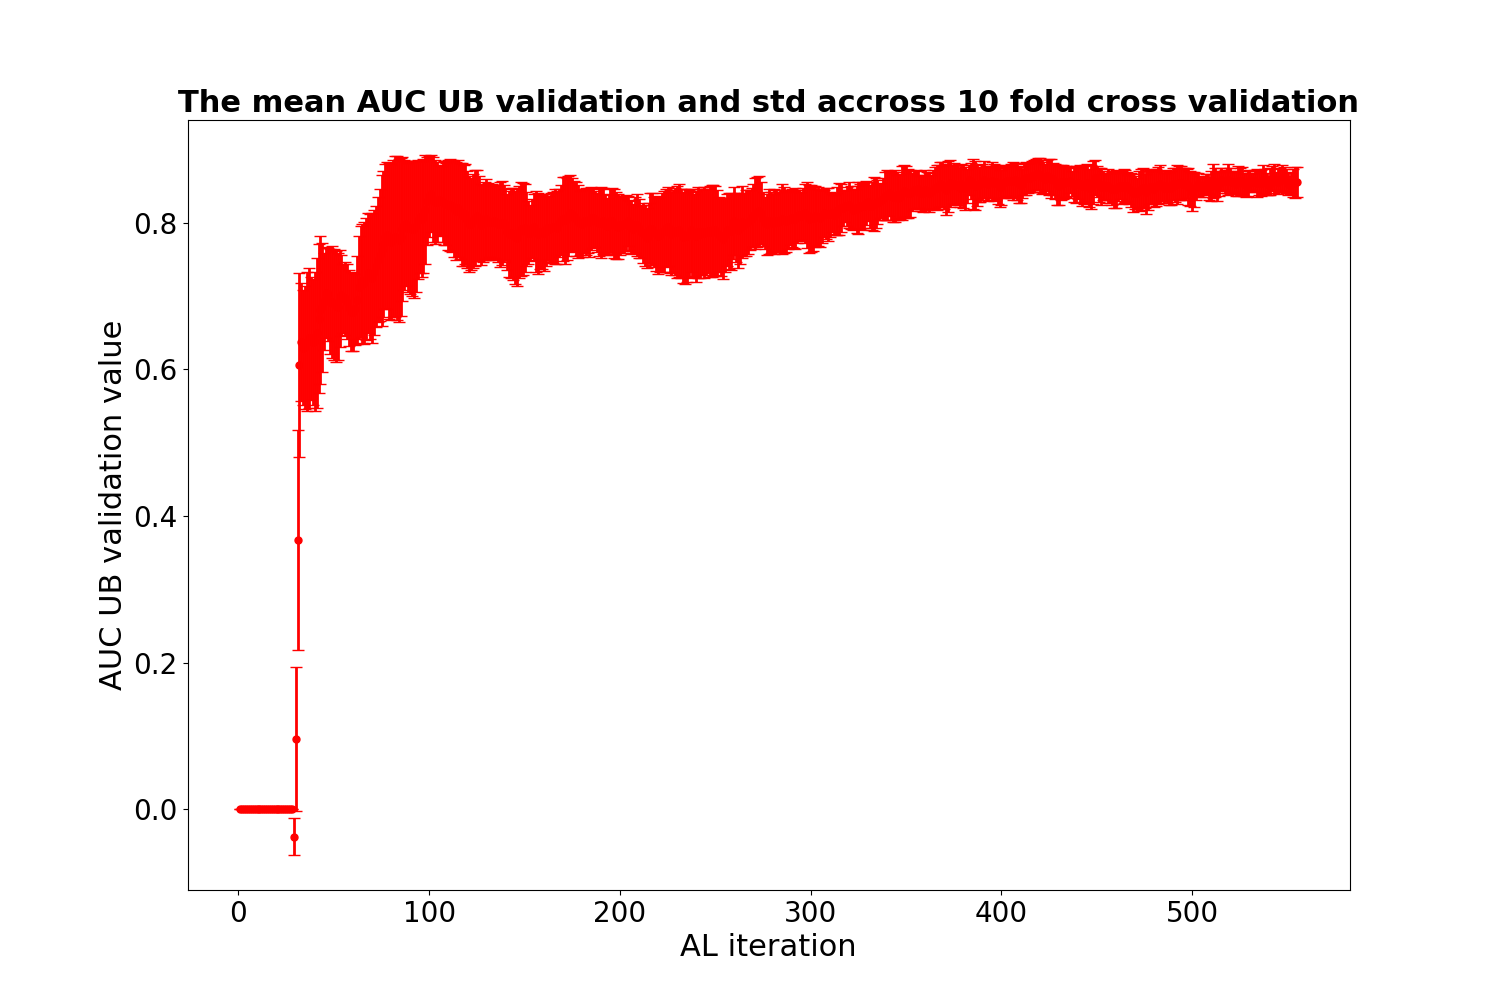 The mean AUC UB validation and std accross 10 fold cross validation
AUC UB validation value
0.8
0.6
0.4
0.2
0.0
0 100 200 300 400 500
AL iteration